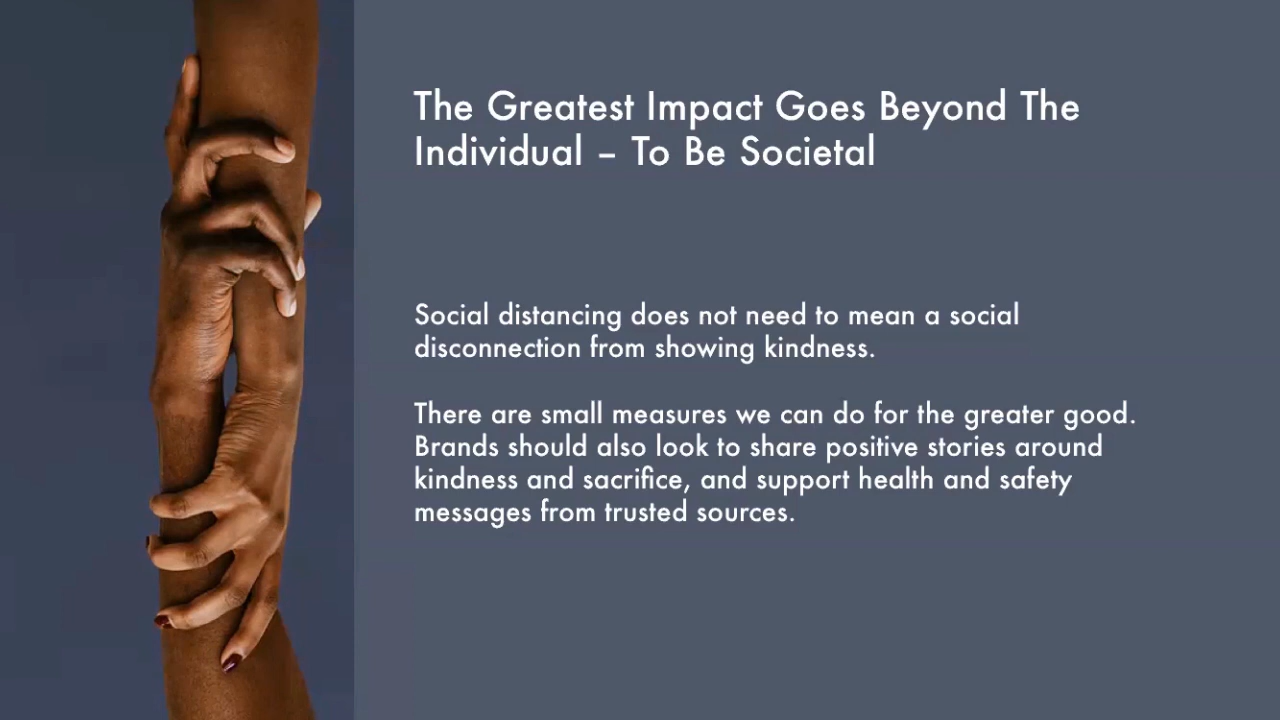 The Greatest Impact Goes Beyond The
Individual – To Be Societal
Social distancing does not need to mean a social
disconnection from showing kindness.
There are small measures we can do for the greater good.
Brands should also look to share positive stories around
kindness and sacrifice, and support health and safety
messages from trusted sources.